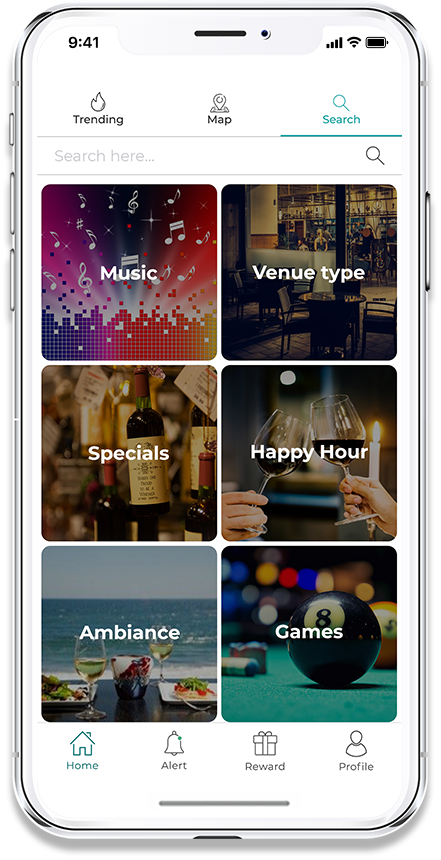 9:41
Trending
Map
Search
Search here...
Music
Venue type
Specials
Happy Hour
Ambiance
8
Games
Home
Alert
Reward
Profile